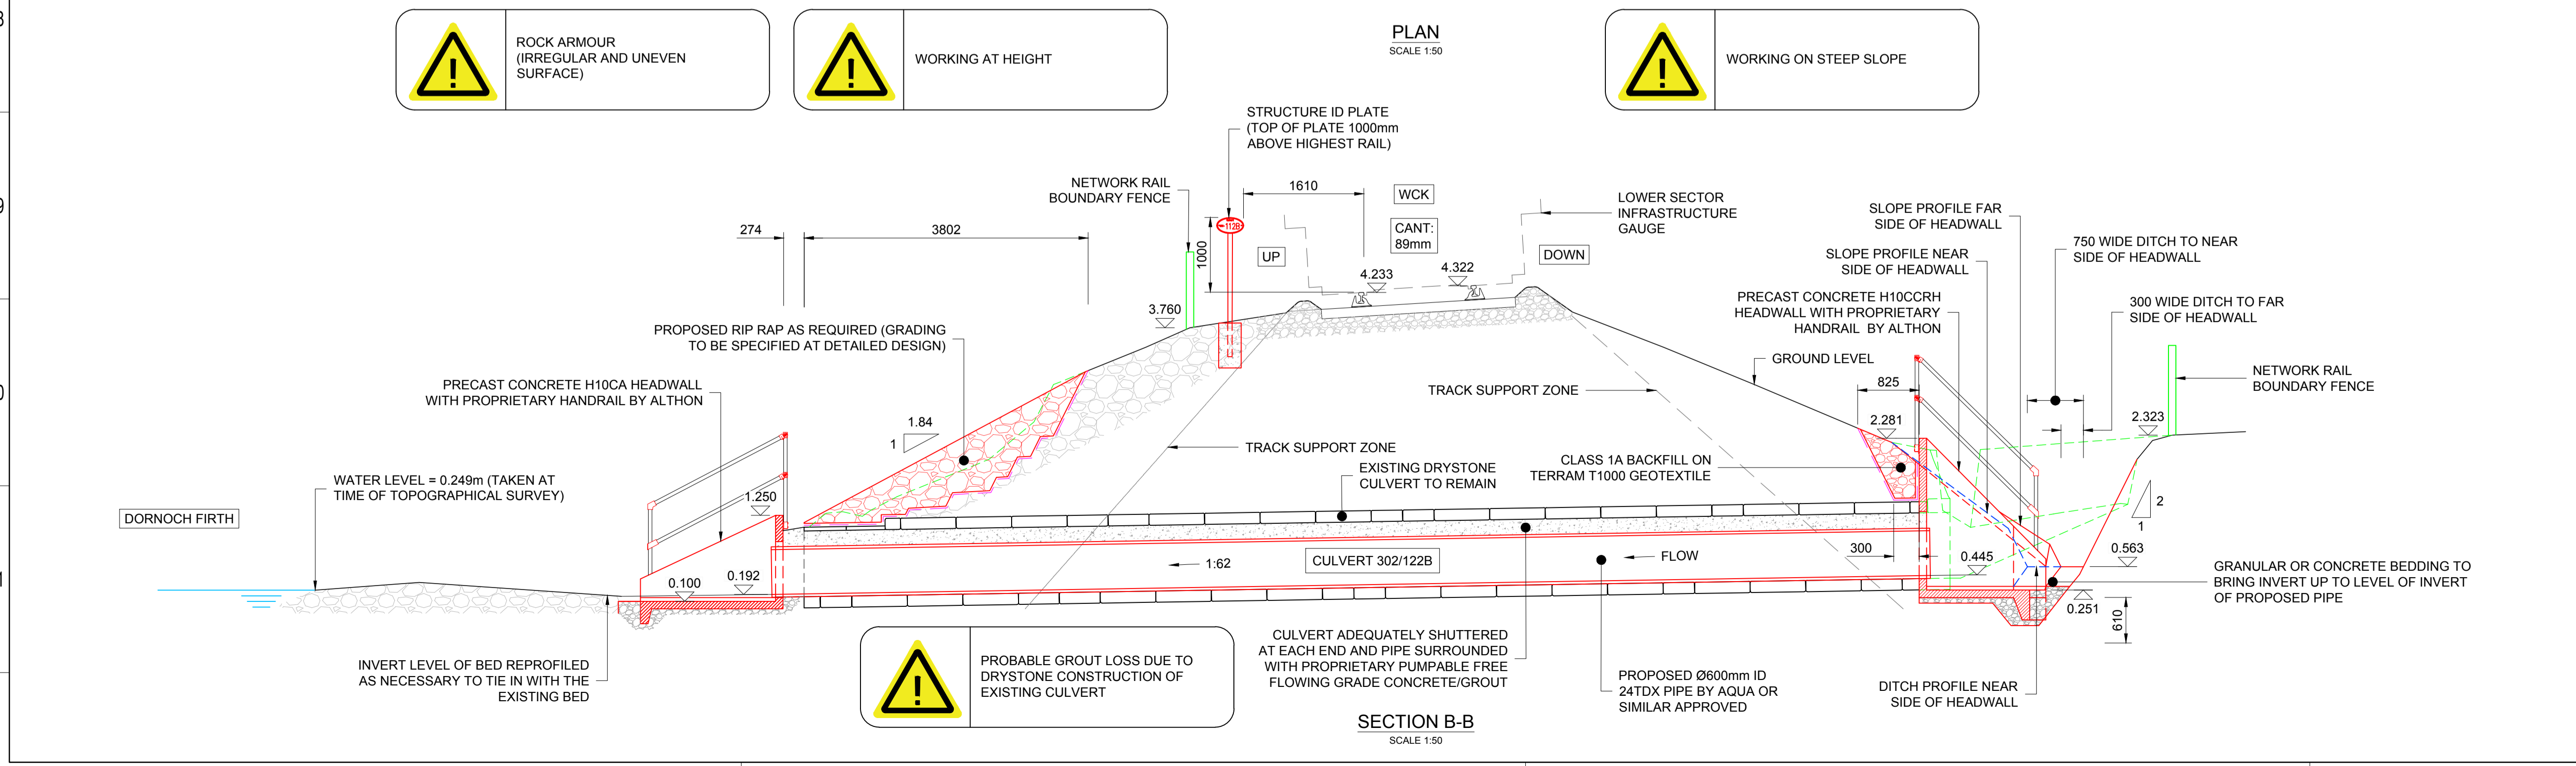 ROCK ARMOUR
(IRREGULAR AND UNEVEN
SURFACE)
WORKING AT HEIGHT
PLAN
SCALE 1:50
WORKING ON STEEP SLOPE
STRUCTURE ID PLATE
(TOP OF PLATE 1000mm
ABOVE HIGHEST RAIL)
NETWORK RAIL
BOUNDARY FENCE
1610
WCK
CANT:
89mm
UP
DOWN
LOWER SECTOR
INFRASTRUCTURE
GAUGE
SLOPE PROFILE FAR
SIDE OF HEADWALL
SLOPE PROFILE NEAR
SIDE OF HEADWALL
750 WIDE DITCH TO NEAR
SIDE OF HEADWALL
300 WIDE DITCH TO FAR
SIDE OF HEADWALL
274
3802
112B
1000
4.233
4.322
3.760
PROPOSED RIP RAP AS REQUIRED (GRADING
TO BE SPECIFIED AT DETAILED DESIGN)
PRECAST CONCRETE H10CCRH
HEADWALL WITH PROPRIETARY
HANDRAIL BY ALTHON
GROUND LEVEL
PRECAST CONCRETE H10CA HEADWALL
WITH PROPRIETARY HANDRAIL BY ALTHON
TRACK SUPPORT ZONE
825
NETWORK RAIL
BOUNDARY FENCE
1.84
1
2.281
2.323
TRACK SUPPORT ZONE
EXISTING DRYSTONE
CULVERT TO REMAIN
CLASS 1A BACKFILL ON
TERRAM T1000 GEOTEXTILE
WATER LEVEL = 0.249m (TAKEN AT
TIME OF TOPOGRAPHICAL SURVEY)
1.250
2
1
DORNOCH FIRTH
0.100
0.192
1:62
CULVERT 302/122B
FLOW
300
0.445
0.563
0.251
610
GRANULAR OR CONCRETE BEDDING TO
BRING INVERT UP TO LEVEL OF INVERT
OF PROPOSED PIPE
INVERT LEVEL OF BED REPROFILED
AS NECESSARY TO TIE IN WITH THE
EXISTING BED
PROBABLE GROUT LOSS DUE TO
DRYSTONE CONSTRUCTION OF
EXISTING CULVERT
CULVERT ADEQUATELY SHUTTERED
AT EACH END AND PIPE SURROUNDED
WITH PROPRIETARY PUMPABLE FREE
FLOWING GRADE CONCRETE/GROUT
PROPOSED Ø600mm ID
24TDX PIPE BY AQUA OR
SIMILAR APPROVED
DITCH PROFILE NEAR
SIDE OF HEADWALL
SECTION B-B
SCALE 1:50